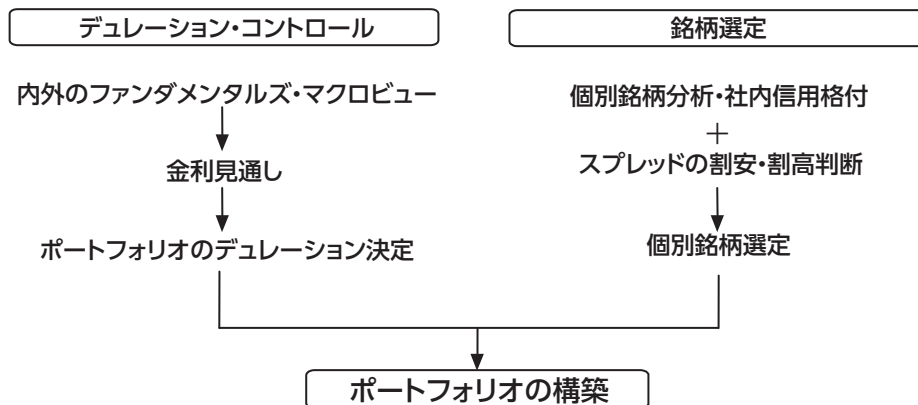 デュレーション・コントロール
内外のファンダメンタルズ・マクロビュー
金利見通し
ポートフォリオのデュレーション決定
銘柄選定
個別銘柄分析・社内信用格付
＋
スプレッドの割安・割高判断
個別銘柄選定
ポートフォリオの構築